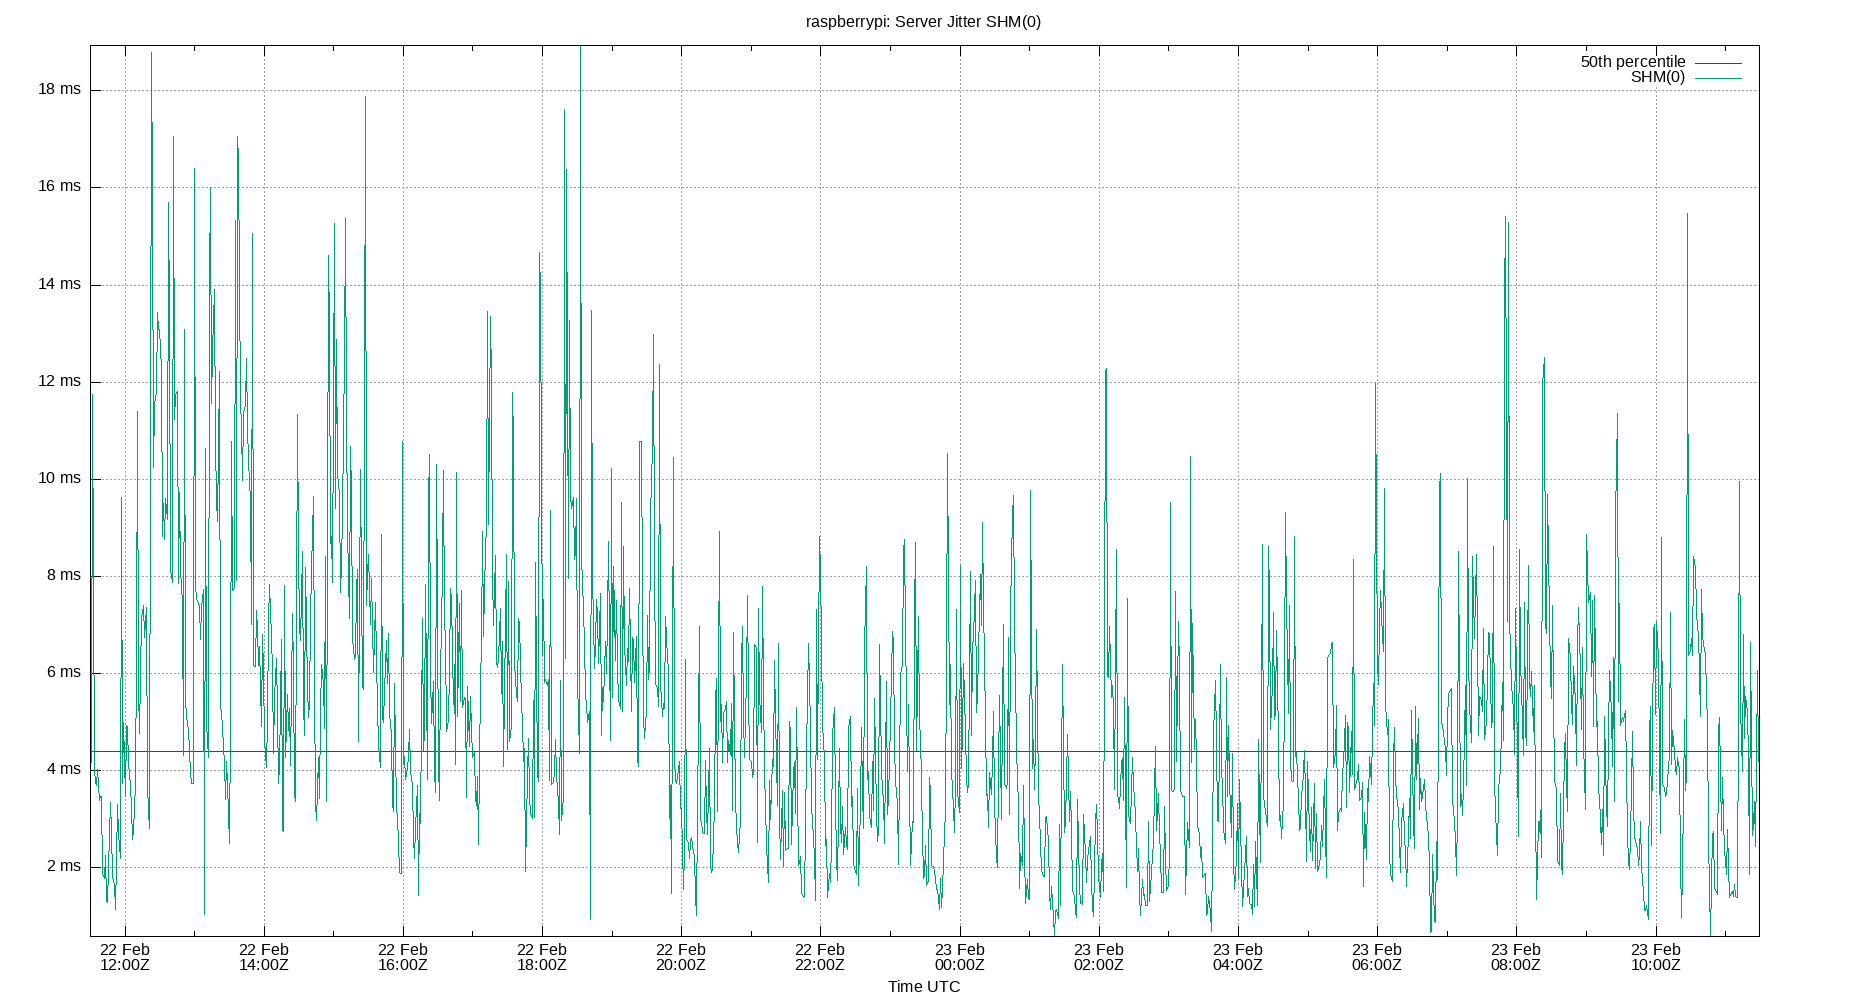 raspberrypi: Server Jitter SHM(0)
50th percentile
SHM(0)
18 ms
16 ms
14 ms
12 ms
10 ms
8 ms
6 ms
4 ms
2 ms
22 Feb 22 Feb 22 Feb 22 Feb 22 Feb 22 Feb 23 Feb 23 Feb 23 Feb 23 Feb 23 Feb 23 Feb
12:00Z 14:00Z 16:00Z 18:00Z 20:00Z 22:00Z 00:00Z 02:00Z 04:00Z 06:00Z 08:00Z 10:00Z
Time UTC